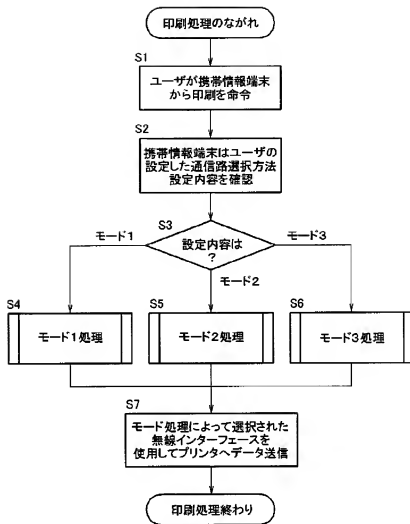 印刷処理のながれ
S1
ユーザが携帯情報端末
から印刷を命令
S2
携帯情報端末はユーザの
設定した通信路選択方法
設定内容を確認
S3
設定内容は
?
モード1
モード2
モード3
S4
モード1処理
S5
モード2処理
S6
モード3処理
S7
モード処理によって選択された
無線インターフェースを
使用してプリンタへデータ送信
印刷処理終わり